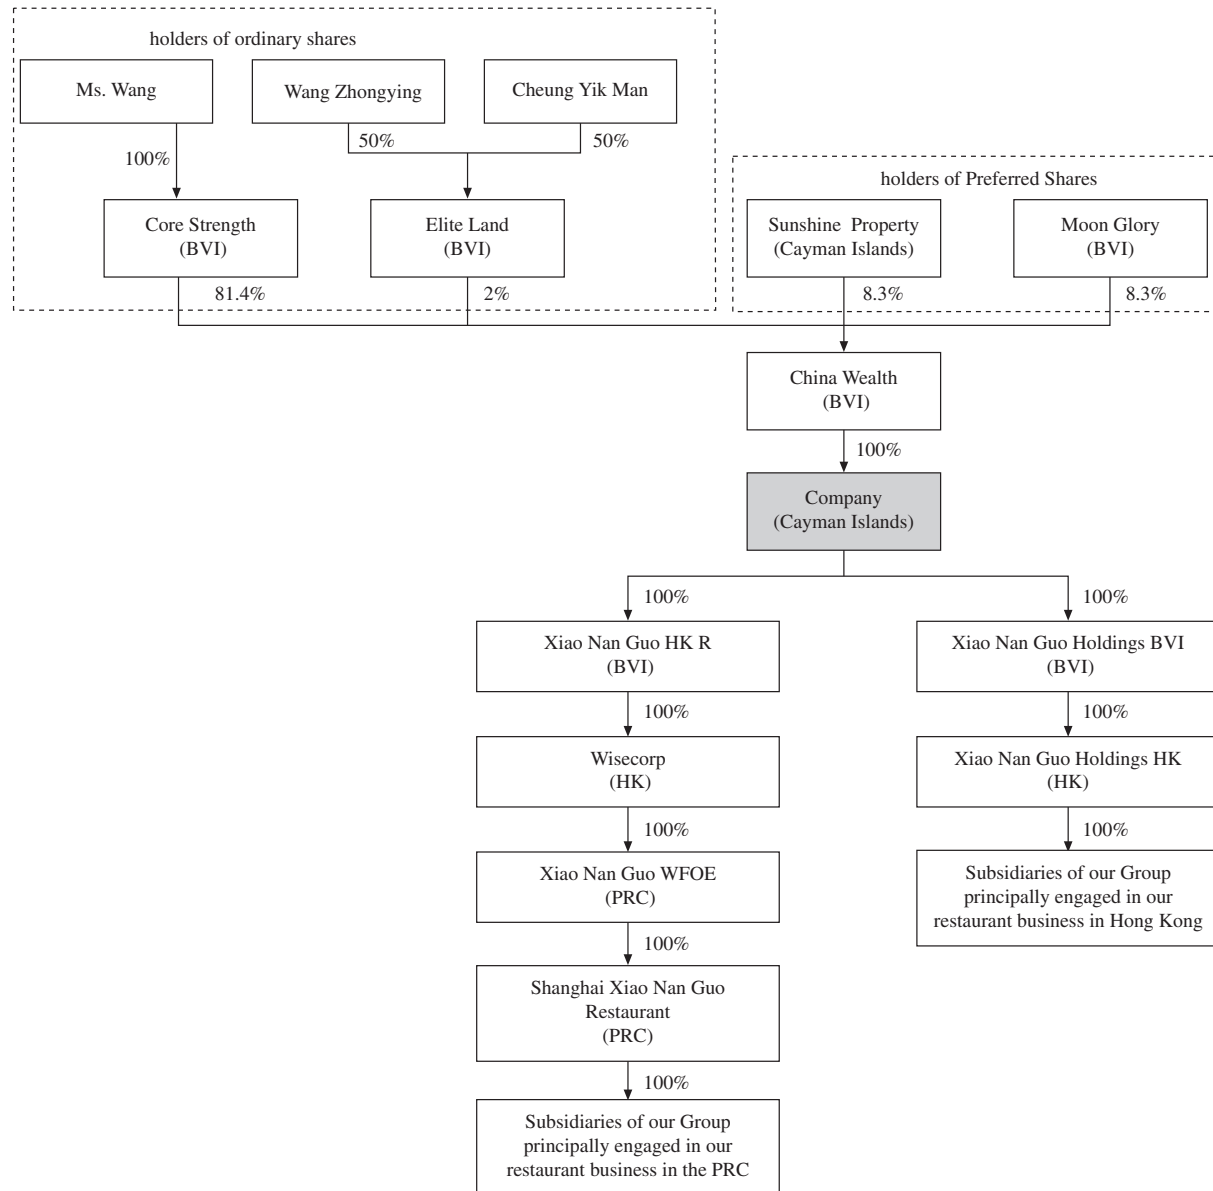 holders of ordinary shares
Ms. Wang
Wang Zhongying
Cheung Yik Man
50%
50%
100%
holders of Preferred Shares
Core Strength
(BVI)
Elite Land
(BVI)
Sunshine Property
(Cayman Islands)
Moon Glory
(BVI)
81.4%
2%
8.3%
8.3%
China Wealth
(BVI)
100%
Company
(Cayman Islands)
100%
100%
Xiao Nan Guo HK R
(BVI)
Xiao Nan Guo Holdings BVI
(BVI)
100%
100%
Wisecorp
(HK)
Xiao Nan Guo Holdings HK
(HK)
100%
100%
Xiao Nan Guo WFOE
(PRC)
Subsidiaries of our Group
principally engaged in our
restaurant business in Hong Kong
100%
Shanghai Xiao Nan Guo
Restaurant
(PRC)
100%
Subsidiaries of our Group
principally engaged in our
restaurant business in the PRC